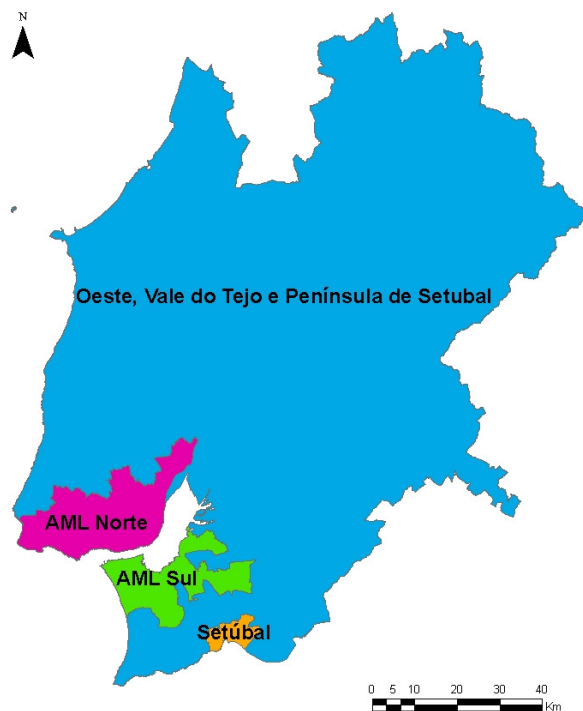 N
Oeste, Vale do Tejo e Península de Setubal
AML Norte
AML Sul
Setúbal
0 5 10 20 30 40
Km